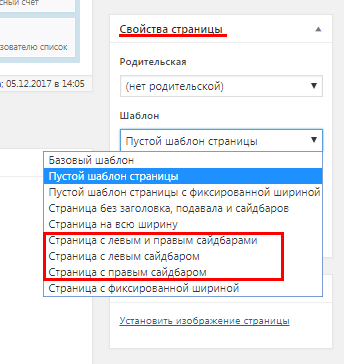 сный счет
зователю список
05.12.2017 в 14:05
Свойства страницы
Родительская
(нет родительской)
Шаблон
Пустой шаблон страницы
Базовый шаблон
Пустой шаблон страницы
Пустой шаблон страницы с фиксированной шириной
Страница без заголовка, подавала и сайдбаров
Страница на всю ширину
Страница с левым и правым сайдбарами
Страница с левым сайдбаром
Страница с правым сайдбаром
Страница с фиксированной шириной
Установить изображение страницы